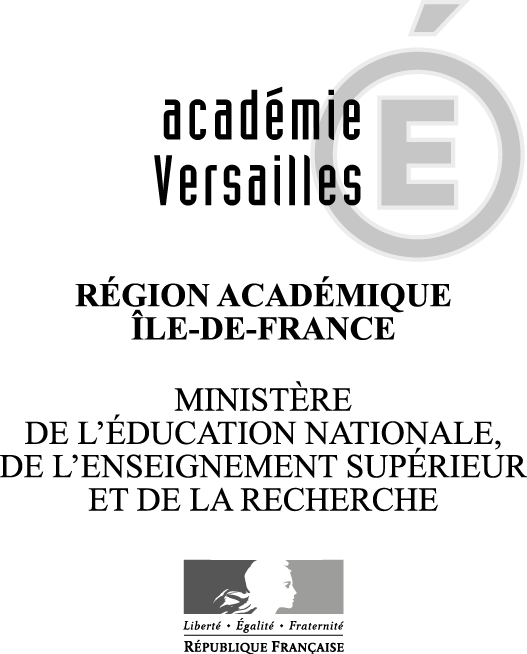 académie
Versailles
É
RÉGION ACADÉMIQUE
ÎLE-DE-FRANCE
MINISTÈRE
DE L’ÉDUCATION NATIONALE,
DE L’ENSEIGNEMENT SUPÉRIEUR
ET DE LA RECHERCHE
Liberté • Égalité • Fraternité
RÉPUBLIQUE FRANÇAISE